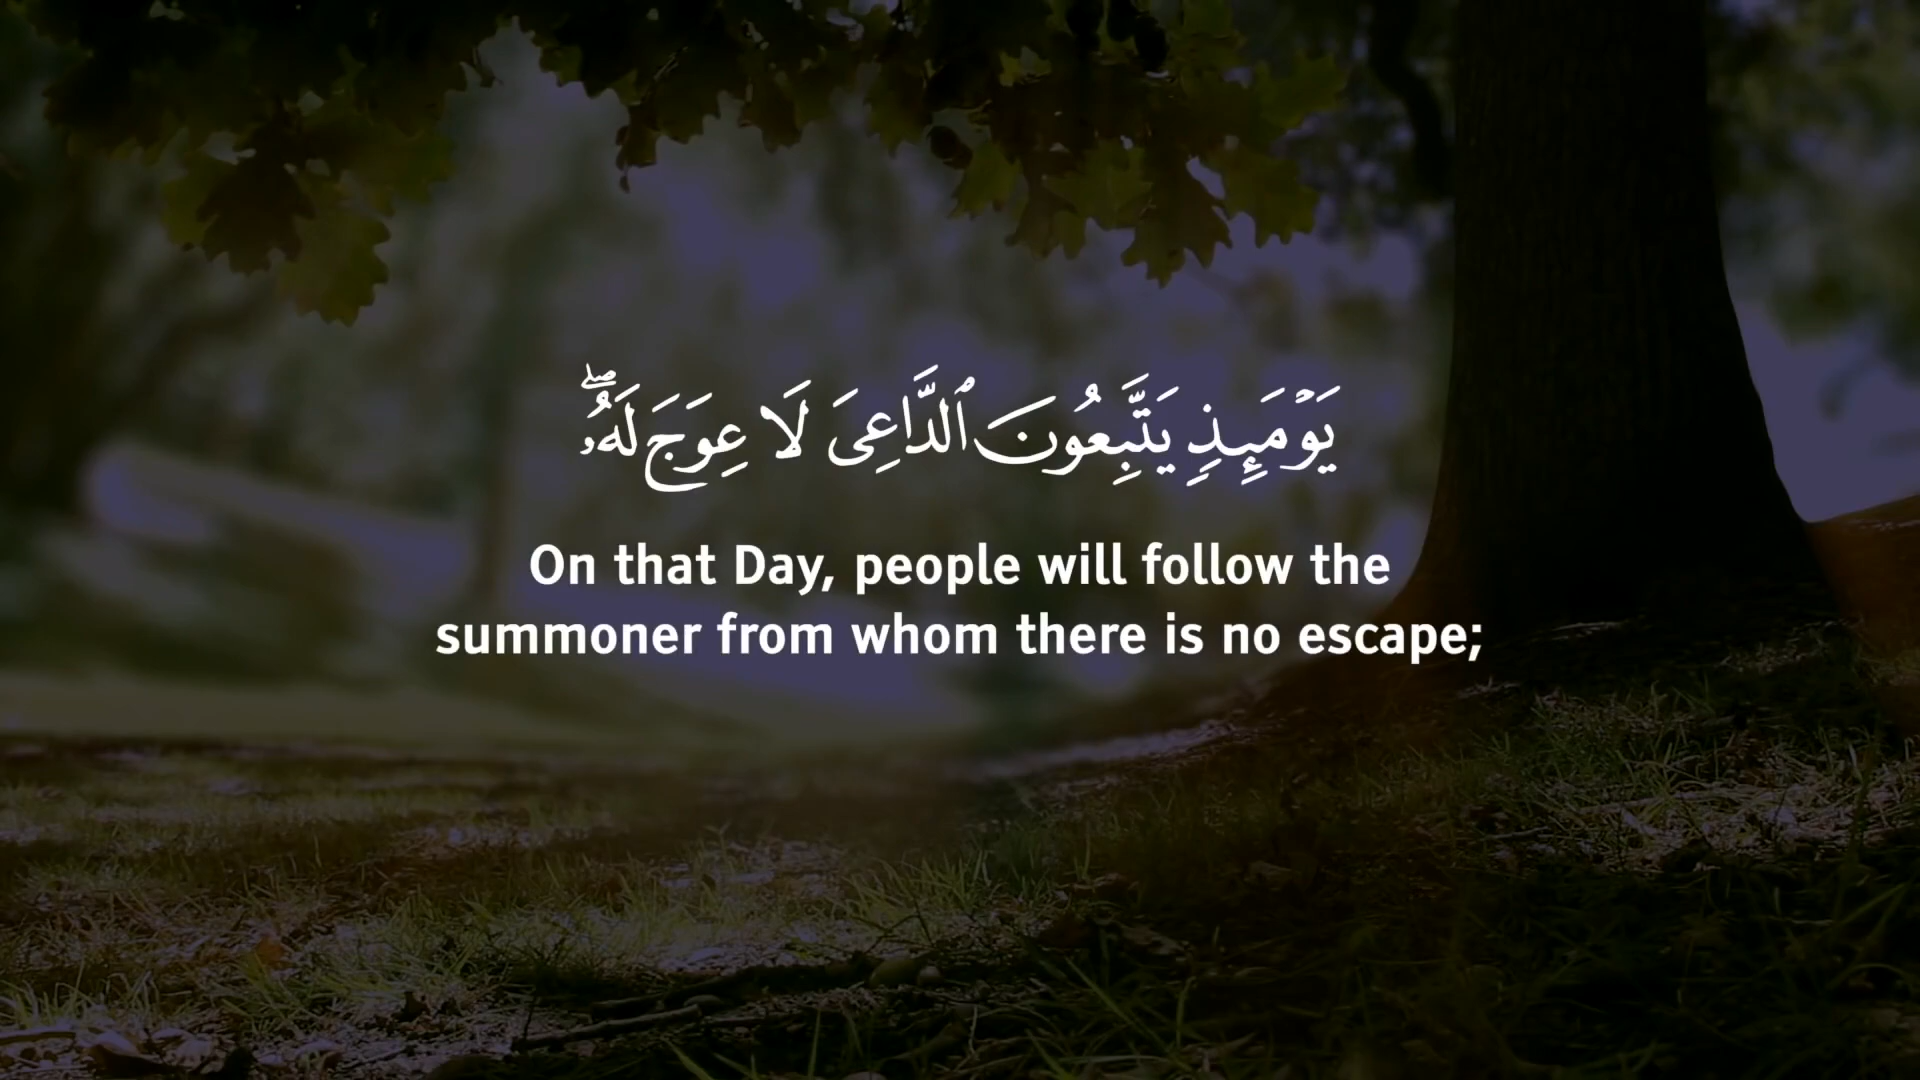 يَوۡمَئِذٖ يَتَّبِعُونَ ٱلدَّاعِيَ لَا عِوَجَ لَهُۥۖ
On that Day, people will follow the
summoner from whom there is no escape;